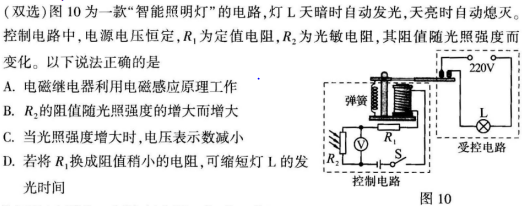 (双选)图10为一款“智能照明灯”的电路,灯L天暗时自动发光,天亮时自动熄灭。
控制电路中,电源电压恒定,R₁为定值电阻,R₂为光敏电阻,其阻值随光照强度而
变化。以下说法正确的是
A. 电磁继电器利用电磁感应原理工作
B. R₂的阻值随光照强度的增大而增大
C. 当光照强度增大时,电压表示数减小
D. 若将R₁换成阻值稍小的电阻,可缩短灯L的发
光时间
220V
弹簧
L
R₁
V
R₂
S
受控电路
控制电路
图10